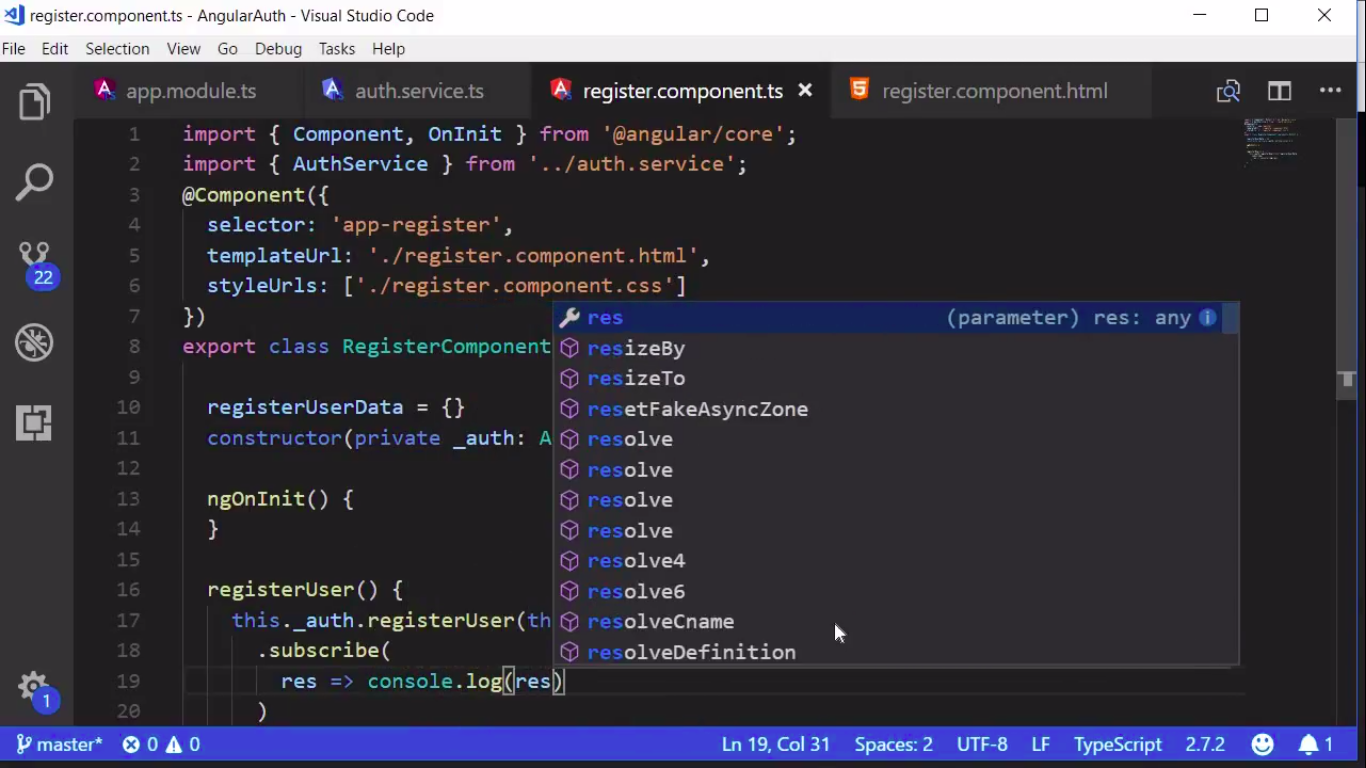 register.component.ts - AngularAuth - Visual Studio Code
File Edit Selection View Go Debug Tasks Help
app.module.ts auth.service.ts register.component.ts register.component.html
1 import { Component, OnInit } from '@angular/core';
2 import { AuthService } from '../auth.service';
3 @Component({
4 selector: 'app-register',
5 templateUrl: './register.component.html',
6 styleUrls: ['./register.component.css']
7 })
8 export class RegisterComponent
9
10 registerUserData = {}
11 constructor(private _auth: A
12
13 ngOnInit() {
14 }
15
16 registerUser() {
17 this._auth.registerUser(th
18 .subscribe(
19 res => console.log(res)
20 )
res (parameter) res: any
resizeBy
resizeTo
resetFakeAsyncZone
resolve
resolve
resolve
resolve
resolve4
resolve6
resolveCname
resolveDefinition
22
1
master* 0 0 Ln 19, Col 31 Spaces: 2 UTF-8 LF TypeScript 2.7.2 1